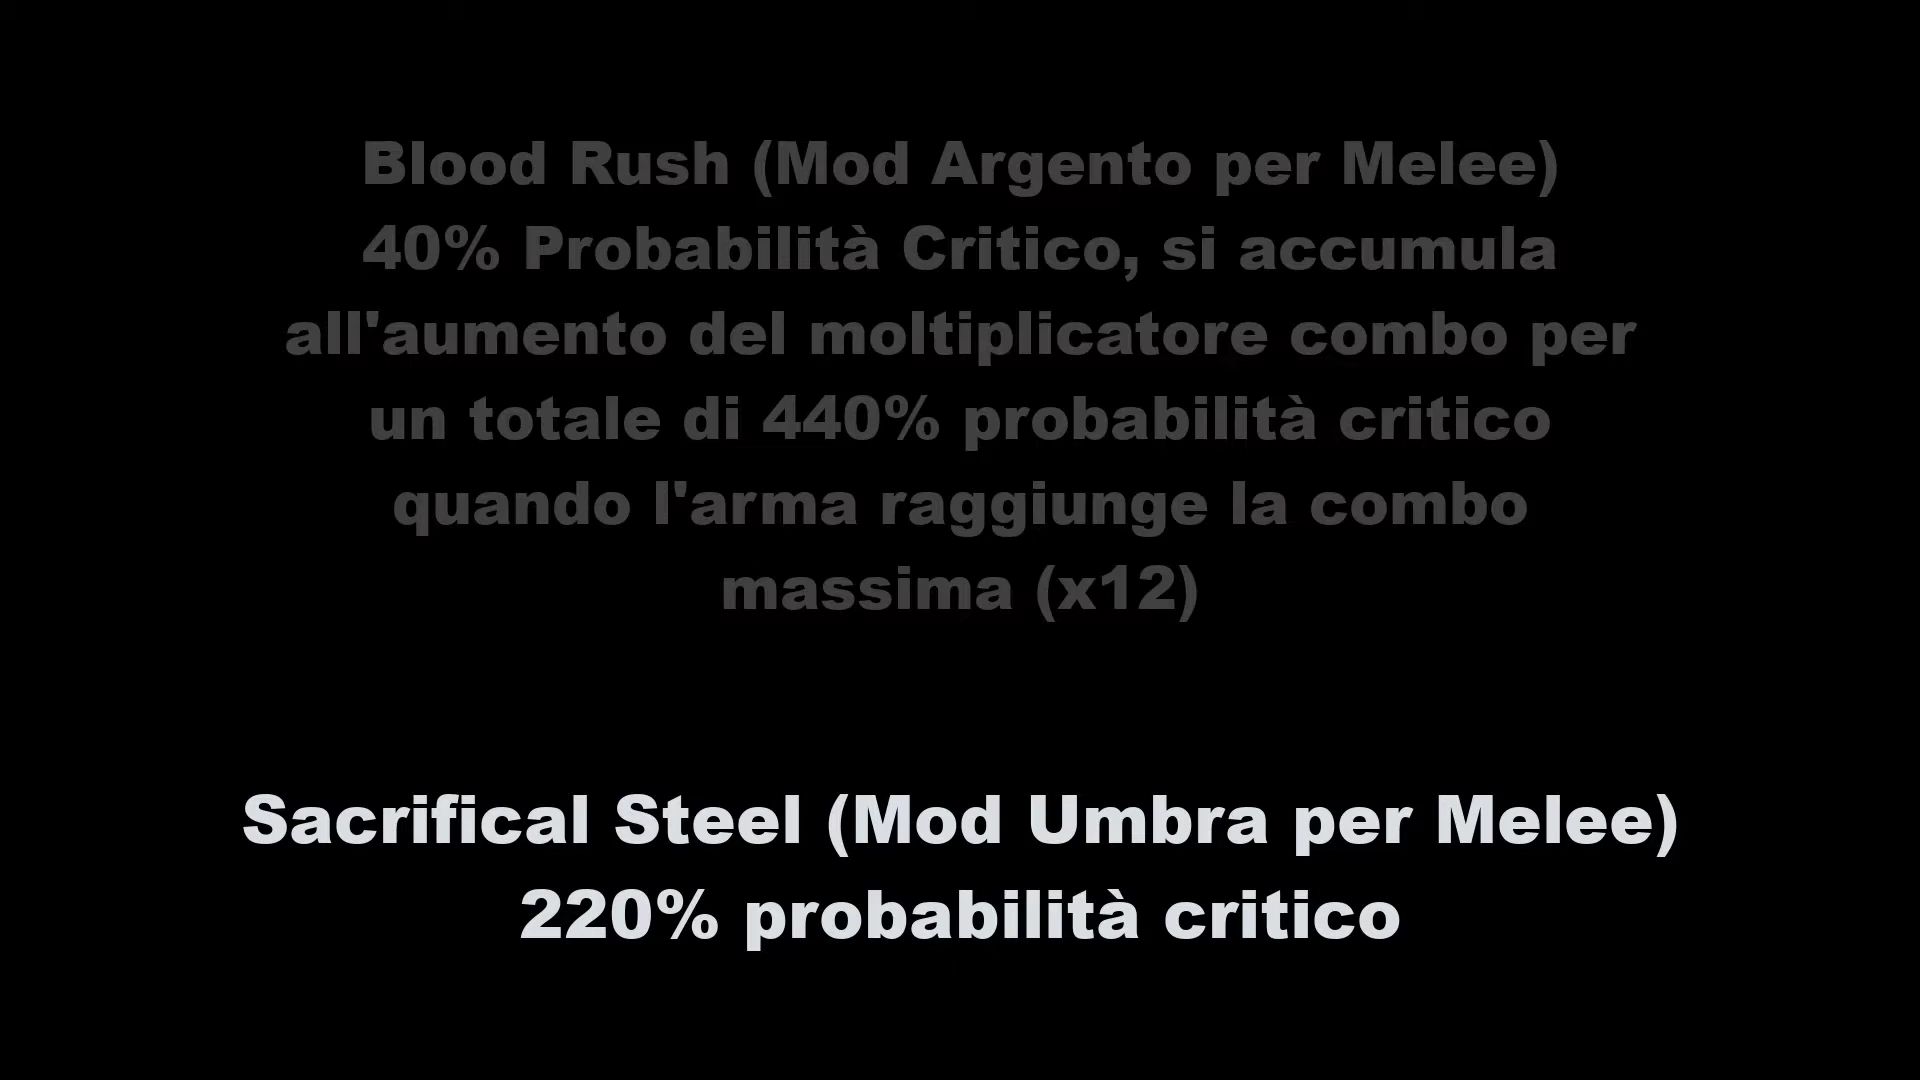 Blood Rush (Mod Argento per Melee)
40% Probabilità Critico, si accumula
all'aumento del moltiplicatore combo per
un totale di 440% probabilità critico
quando l'arma raggiunge la combo
massima (x12)
Sacrifical Steel (Mod Umbra per Melee)
220% probabilità critico